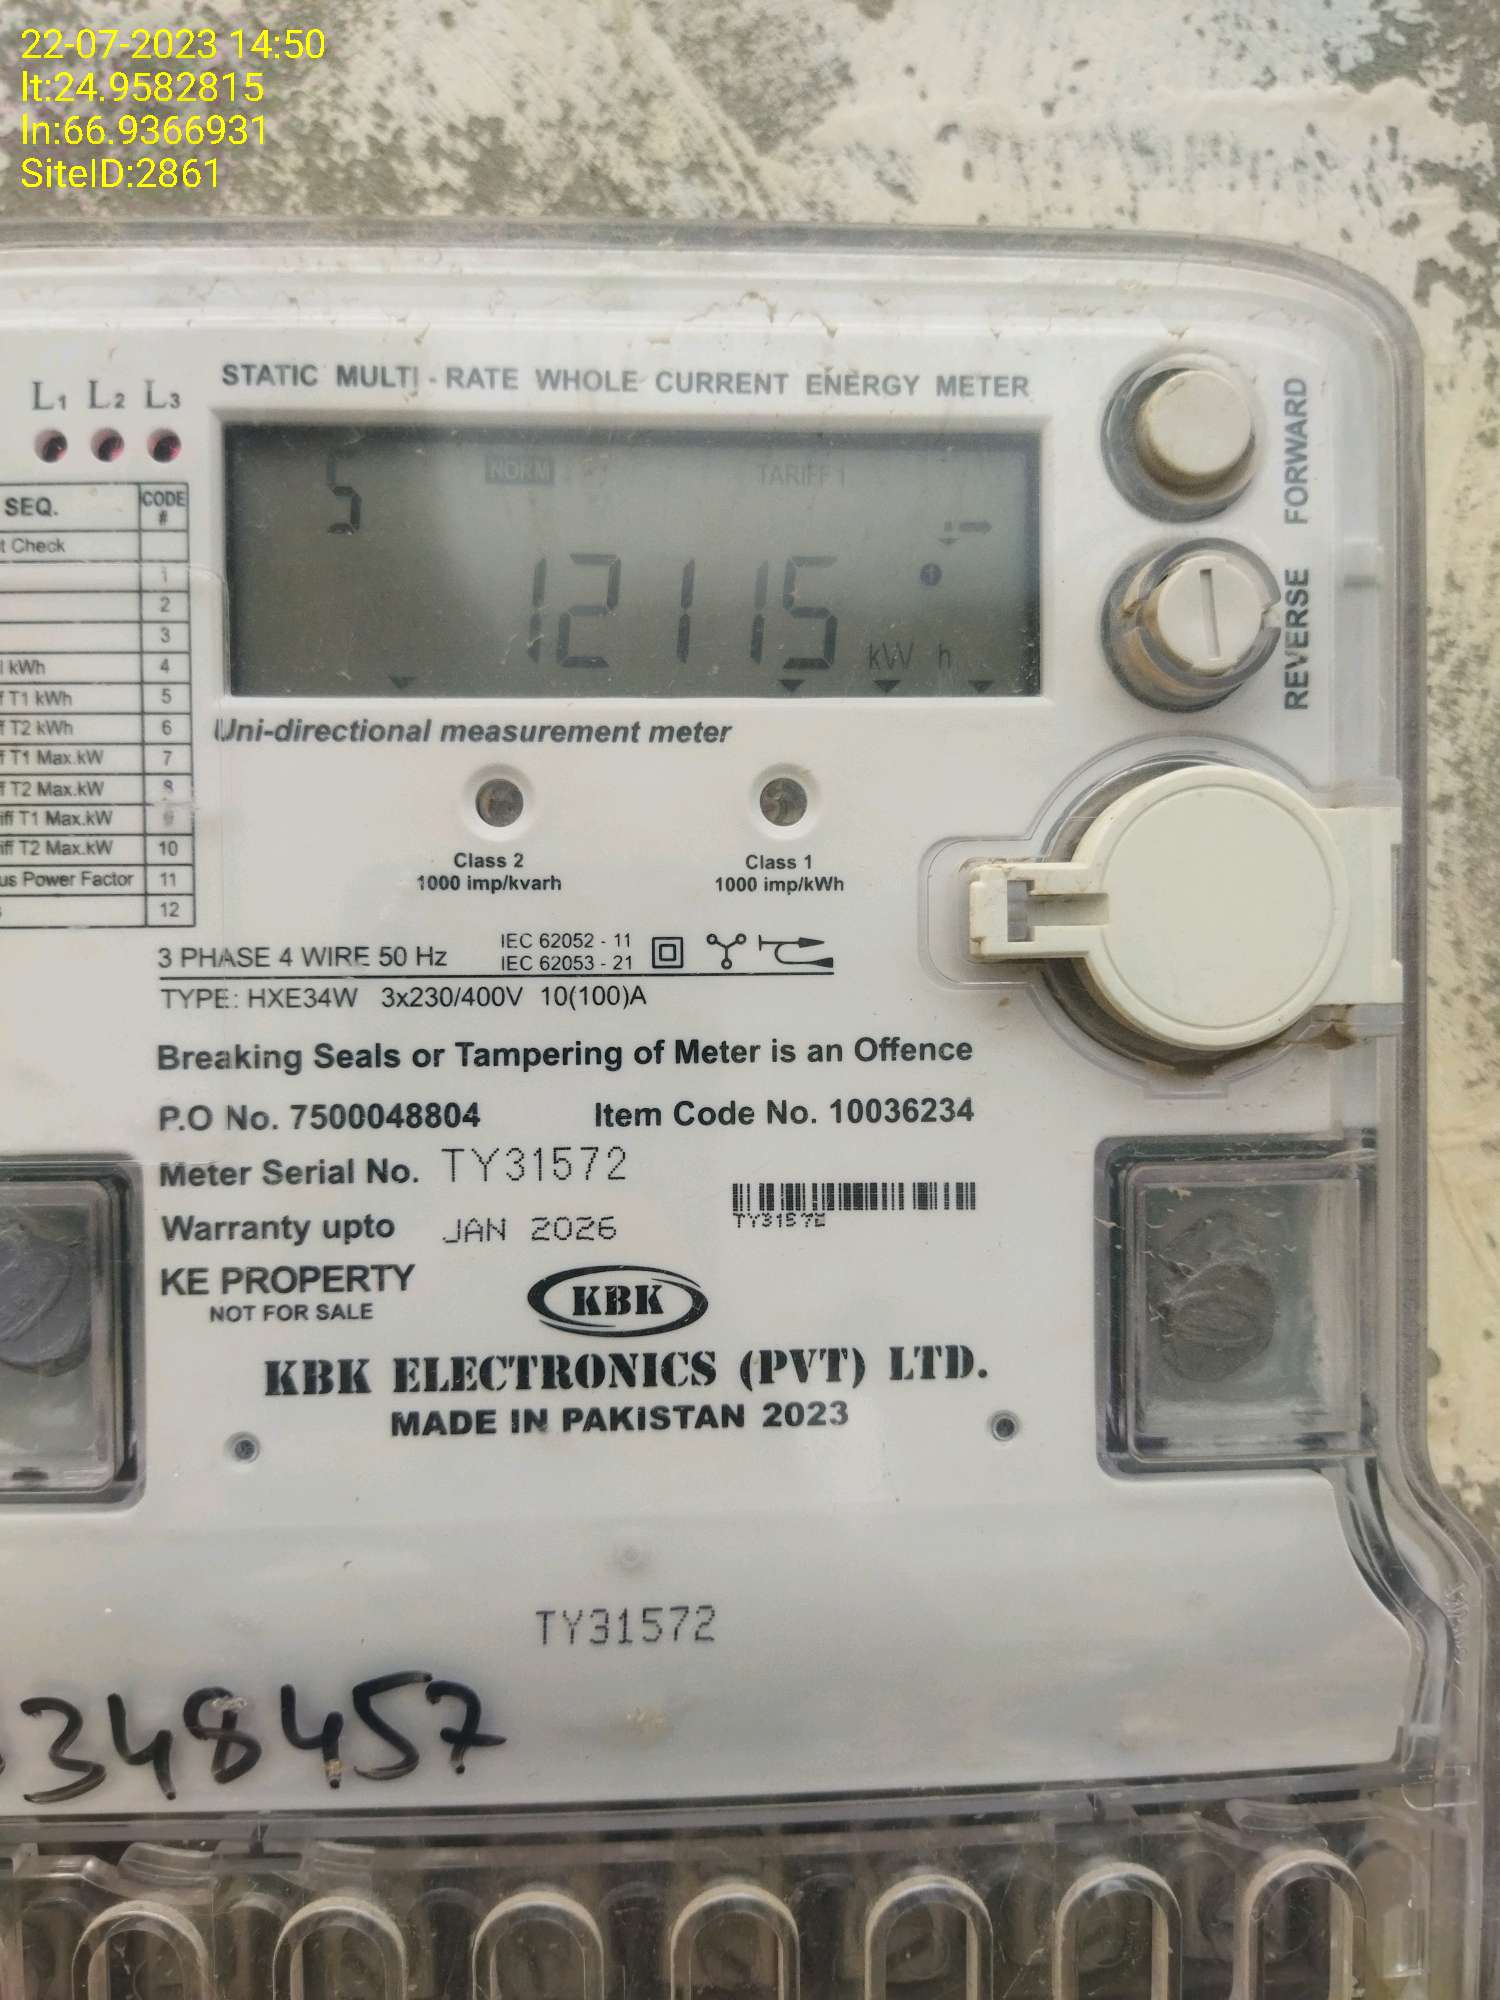 22-07-2023 14:50
lt:24.9582815
ln:66.9366931
SiteID:2861
STATIC MULTI - RATE WHOLE CURRENT ENERGY METER
L1 L2 L3
FORWARD
REVERSE
5 NORM TARIFF 1
12115 kW h
SEQ. CODE #
t Check
1
2
3
l kWh 4
f T1 kWh 5
f T2 kWh 6
f T1 Max.kW 7
f T2 Max.kW 8
iff T1 Max.kW 9
iff T2 Max.kW 10
us Power Factor 11
s 12
Uni-directional measurement meter
Class 2
1000 imp/kvarh
Class 1
1000 imp/kWh
3 PHASE 4 WIRE 50 Hz
IEC 62052 - 11
IEC 62053 - 21
TYPE: HXE34W 3x230/400V 10(100)A
Breaking Seals or Tampering of Meter is an Offence
P.O No. 7500048804 Item Code No. 10036234
Meter Serial No. TY31572
TY31572
Warranty upto JAN 2026
KE PROPERTY
NOT FOR SALE
KBK
KBK ELECTRONICS (PVT) LTD.
MADE IN PAKISTAN 2023
TY31572
348457